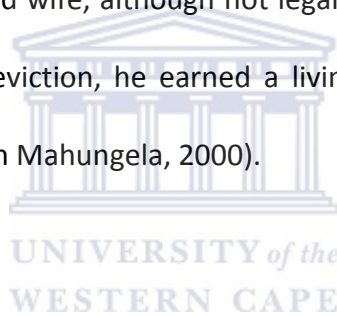 d wife, although not legal
eviction, he earned a livin
n Mahungela, 2000).
UNIVERSITY of the
WESTERN CAPE